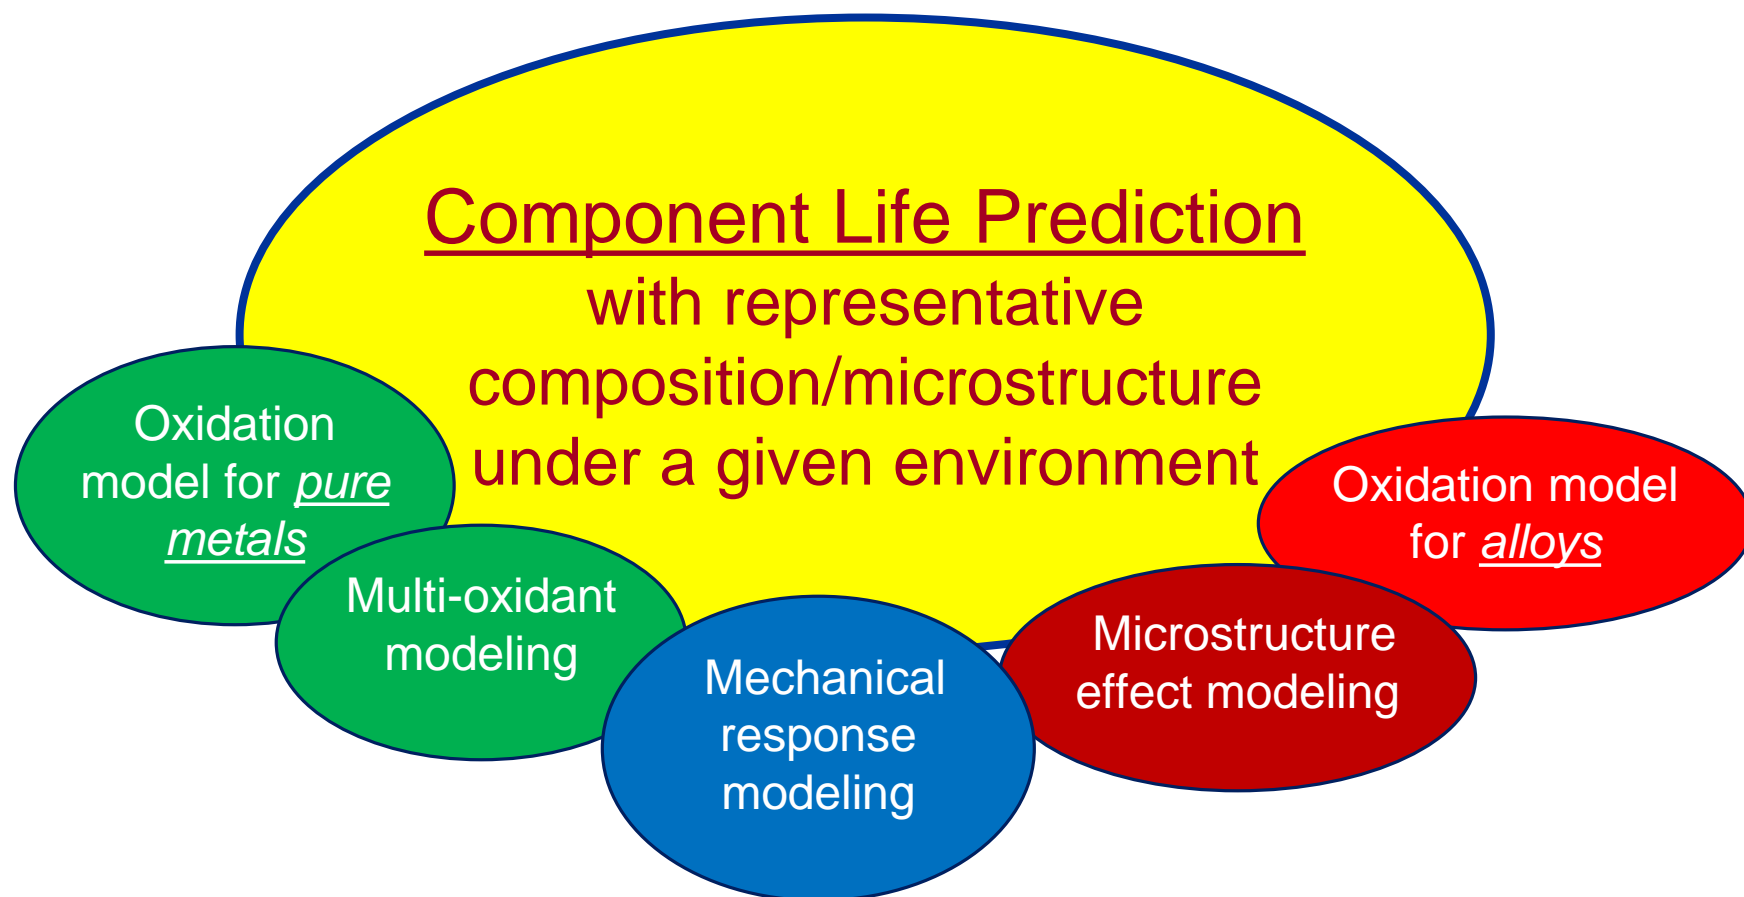 Component Life Prediction
with representative
composition/microstructure
under a given environment
Oxidation
model for pure
metals
Multi-oxidant
modeling
Mechanical
response
modeling
Microstructure
effect modeling
Oxidation model
for alloys